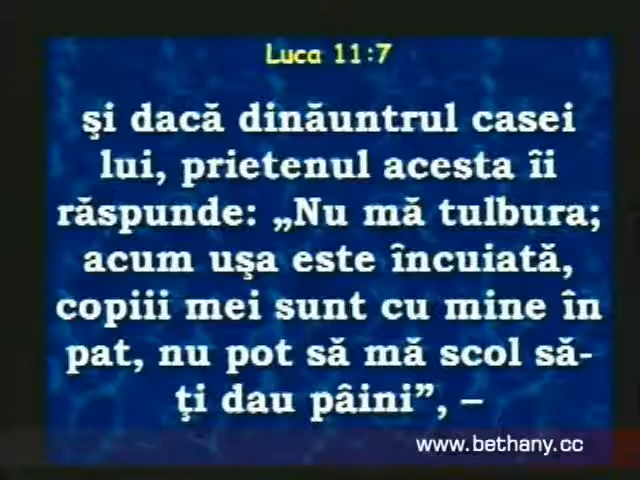 Luca 11:7
şi dacă dinăuntrul casei
lui, prietenul acesta îi
răspunde: „Nu mă tulbura;
acum uşa este încuiată,
copiii mei sunt cu mine în
pat, nu pot să mă scol să-
ţi dau pâini”, –
www.bethany.cc